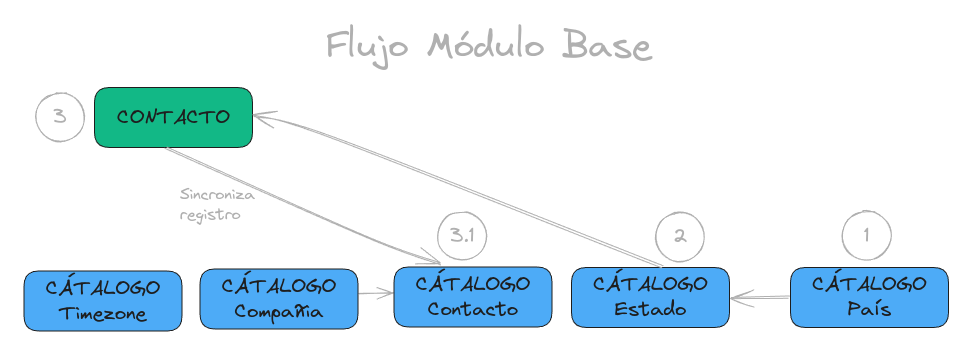 Flujo Módulo Base
3
CONTACTO
Sincroniza
registro
3.1
2
1
CÁTALOGO
Timezone
CÁTALOGO
Compañia
CÁTALOGO
Contacto
CÁTALOGO
Estado
CÁTALOGO
País